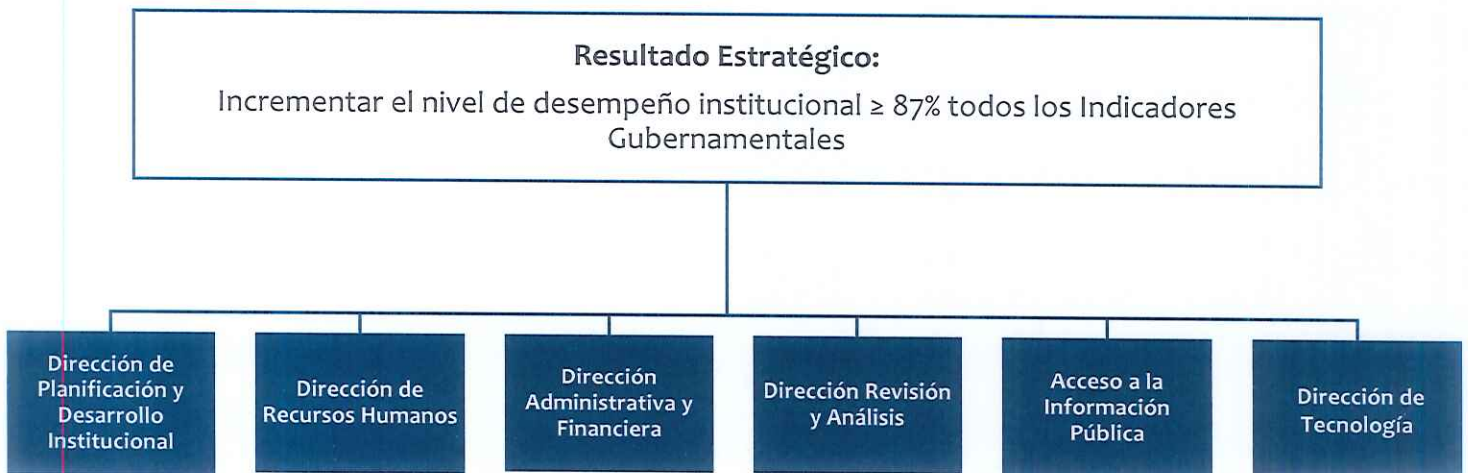 Resultado Estratégico:
Incrementar el nivel de desempeño institucional ≥ 87% todos los Indicadores
Gubernamentales
Dirección de
Planificación y
Desarrollo
Institucional
Dirección de
Recursos Humanos
Dirección
Administrativa y
Financiera
Dirección Revisión
y Análisis
Acceso a la
Información
Pública
Dirección de
Tecnología